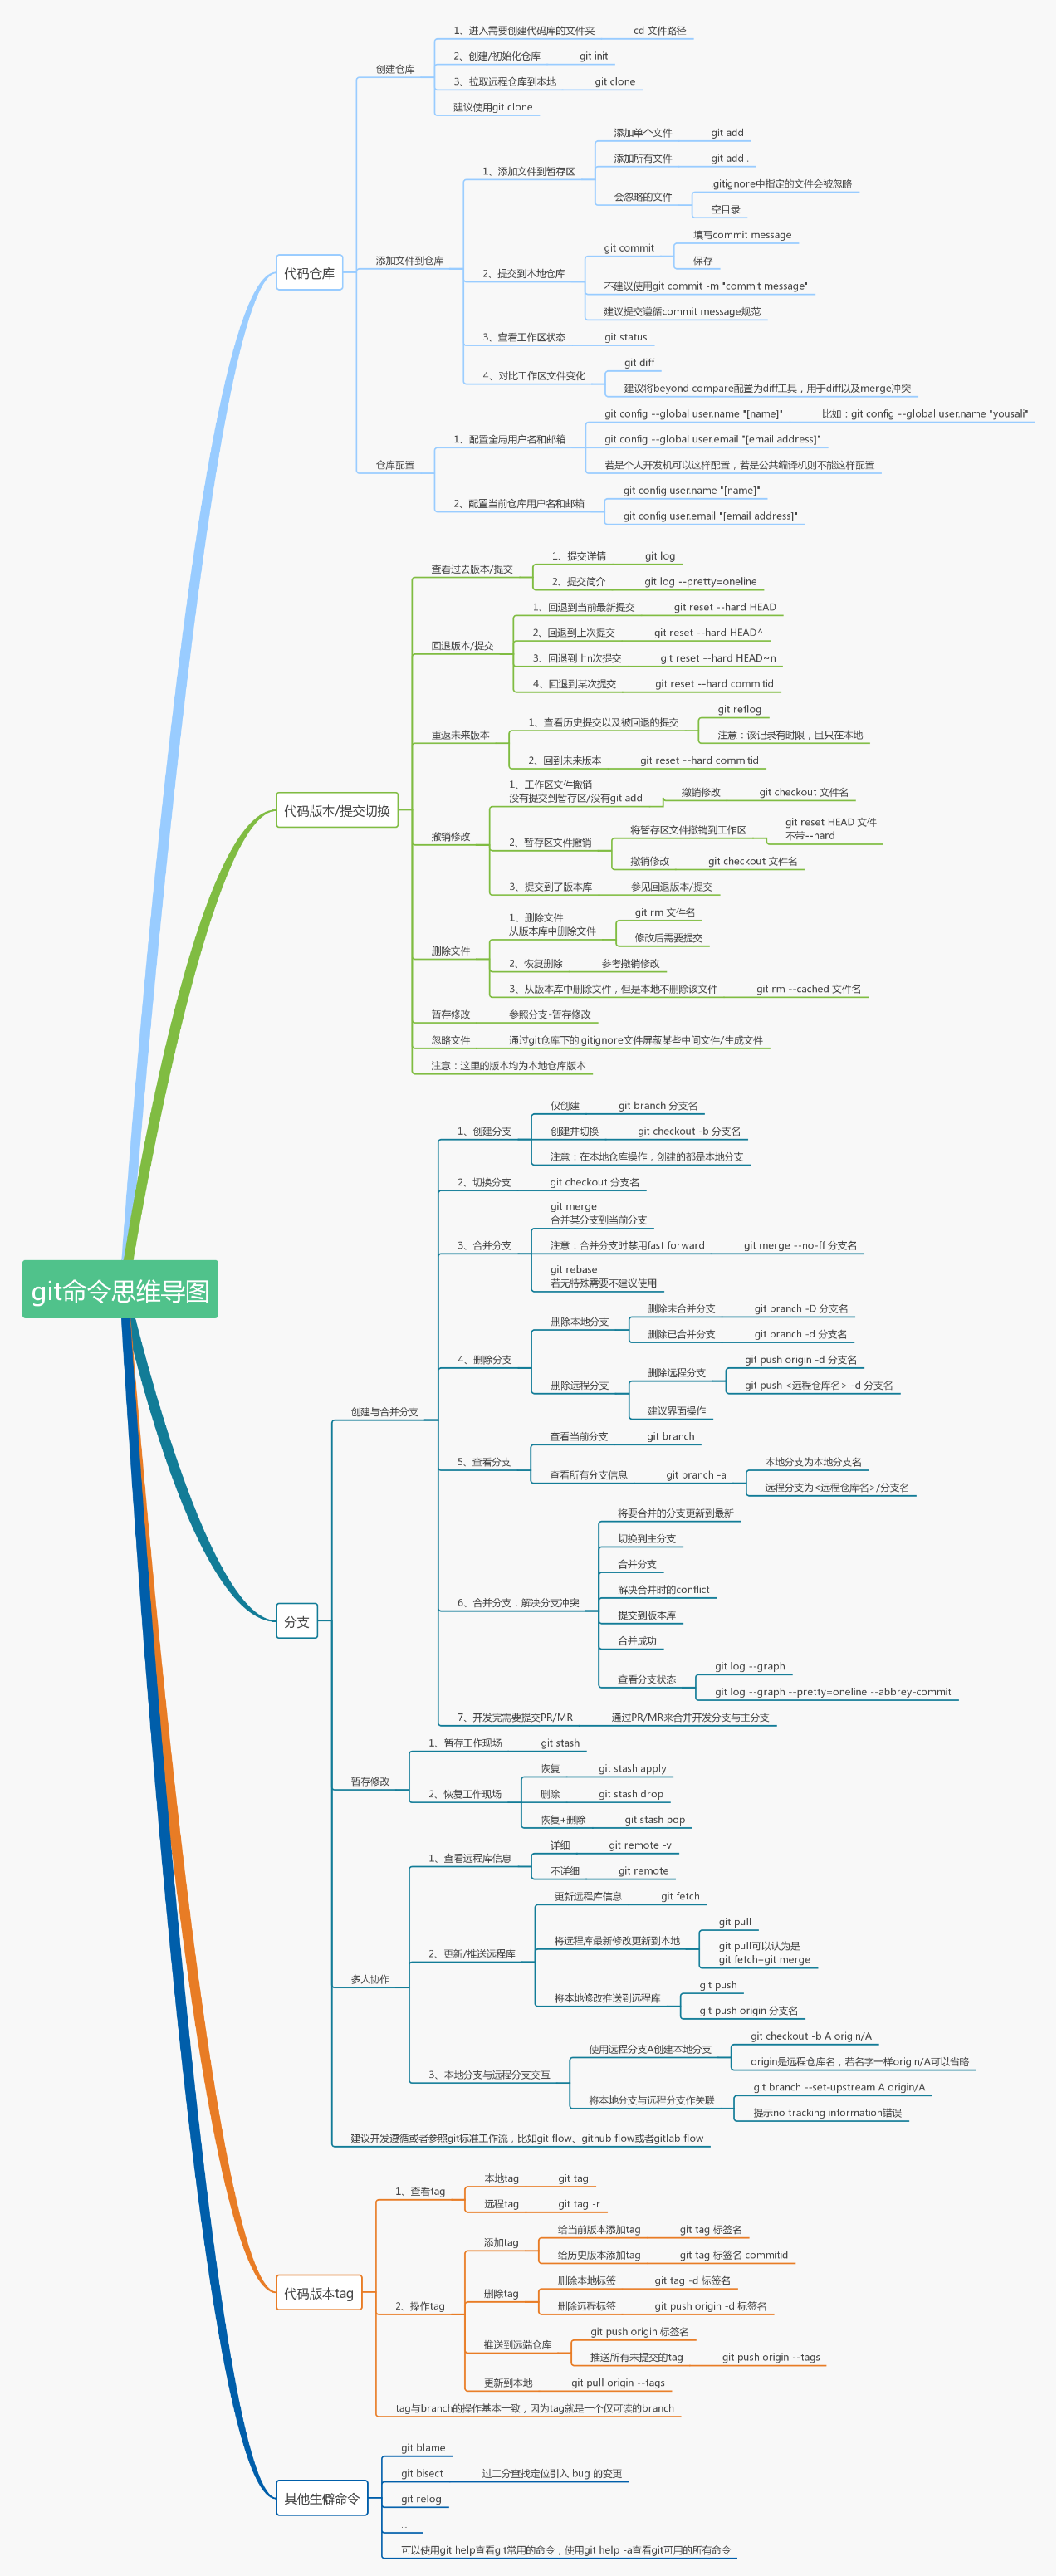 git命令思维导图
代码仓库
创建仓库
1、进入需要创建代码库的文件夹
cd 文件路径
2、创建/初始化仓库
git init
3、拉取远程仓库到本地
git clone
建议使用git clone
添加文件到仓库
1、添加文件到暂存区
添加单个文件
git add
添加所有文件
git add .
会忽略的文件
.gitignore中指定的文件会被忽略
空目录
2、提交到本地仓库
git commit
填写commit message
保存
不建议使用git commit -m "commit message"
建议提交遵循commit message规范
3、查看工作区状态
git status
4、对比工作区文件变化
git diff
建议将beyond compare配置为diff工具，用于diff以及merge冲突
仓库配置
1、配置全局用户名和邮箱
git config --global user.name "[name]"
比如：git config --global user.name "yousali"
git config --global user.email "[email address]"
若是个人开发机可以这样配置，若是公共编译机则不能这样配置
2、配置当前仓库用户名和邮箱
git config user.name "[name]"
git config user.email "[email address]"
代码版本/提交切换
查看过去版本/提交
1、提交详情
git log
2、提交简介
git log --pretty=oneline
回退版本/提交
1、回退到当前最新提交
git reset --hard HEAD
2、回退到上次提交
git reset --hard HEAD^
3、回退到上n次提交
git reset --hard HEAD~n
4、回退到某次提交
git reset --hard commitid
重返未来版本
1、查看历史提交以及被回退的提交
git reflog
注意：该记录有时限，且只在本地
2、回到未来版本
git reset --hard commitid
撤销修改
1、工作区文件撤销
没有提交到暂存区/没有git add
撤销修改
git checkout 文件名
2、暂存区文件撤销
将暂存区文件撤销到工作区
git reset HEAD 文件
不带--hard
撤销修改
git checkout 文件名
3、提交到了版本库
参见回退版本/提交
删除文件
1、删除文件
从版本库中删除文件
git rm 文件名
修改后需要提交
2、恢复删除
参考撤销修改
3、从版本库中删除文件，但是本地不删除该文件
git rm --cached 文件名
暂存修改
参照分支-暂存修改
忽略文件
通过git仓库下的.gitignore文件屏蔽某些中间文件/生成文件
注意：这里的版本均为本地仓库版本
分支
创建与合并分支
1、创建分支
仅创建
git branch 分支名
创建并切换
git checkout -b 分支名
注意：在本地仓库操作，创建的都是本地分支
2、切换分支
git checkout 分支名
3、合并分支
git merge
合并某分支到当前分支
注意：合并分支时禁用fast forward
git merge --no-ff 分支名
git rebase
若无特殊需要不建议使用
4、删除分支
删除本地分支
删除未合并分支
git branch -D 分支名
删除已合并分支
git branch -d 分支名
删除远程分支
删除远程分支
git push origin -d 分支名
git push <远程仓库名> -d 分支名
建议界面操作
5、查看分支
查看当前分支
git branch
查看所有分支信息
git branch -a
本地分支为本地分支名
远程分支为<远程仓库名>/分支名
6、合并分支，解决分支冲突
将要合并的分支更新到最新
切换到主分支
合并分支
解决合并时的conflict
提交到版本库
合并成功
查看分支状态
git log --graph
git log --graph --pretty=oneline --abbrey-commit
7、开发完需要提交PR/MR
通过PR/MR来合并开发分支与主分支
暂存修改
1、暂存工作现场
git stash
2、恢复工作现场
恢复
git stash apply
删除
git stash drop
恢复+删除
git stash pop
多人协作
1、查看远程库信息
详细
git remote -v
不详细
git remote
2、更新/推送远程库
更新远程库信息
git fetch
将远程库最新修改更新到本地
git pull
git pull可以认为是
git fetch+git merge
将本地修改推送到远程库
git push
git push origin 分支名
3、本地分支与远程分支交互
使用远程分支A创建本地分支
git checkout -b A origin/A
origin是远程仓库名，若名字一样origin/A可以省略
将本地分支与远程分支作关联
git branch --set-upstream A origin/A
提示no tracking information错误
建议开发遵循或者参照git标准工作流，比如git flow、github flow或者gitlab flow
代码版本tag
1、查看tag
本地tag
git tag
远程tag
git tag -r
2、操作tag
添加tag
给当前版本添加tag
git tag 标签名
给历史版本添加tag
git tag 标签名 commitid
删除tag
删除本地标签
git tag -d 标签名
删除远程标签
git push origin -d 标签名
推送到远端仓库
git push origin 标签名
推送所有未提交的tag
git push origin --tags
更新到本地
git pull origin --tags
tag与branch的操作基本一致，因为tag就是一个仅可读的branch
其他生僻命令
git blame
git bisect
过二分查找定位引入 bug 的变更
git relog
...
可以使用git help查看git常用的命令，使用git help -a查看git可用的所有命令